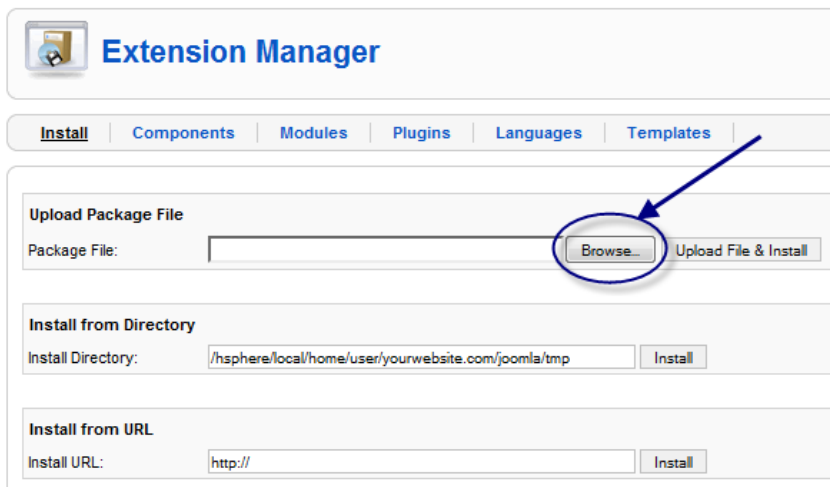 Extension Manager
Install Components Modules Plugins Languages Templates
Upload Package File
Package File: Browse... Upload File & Install
Install from Directory
Install Directory: /hsphere/local/home/user/yourwebsite.com/joomla/tmp Install
Install from URL
Install URL: http:// Install